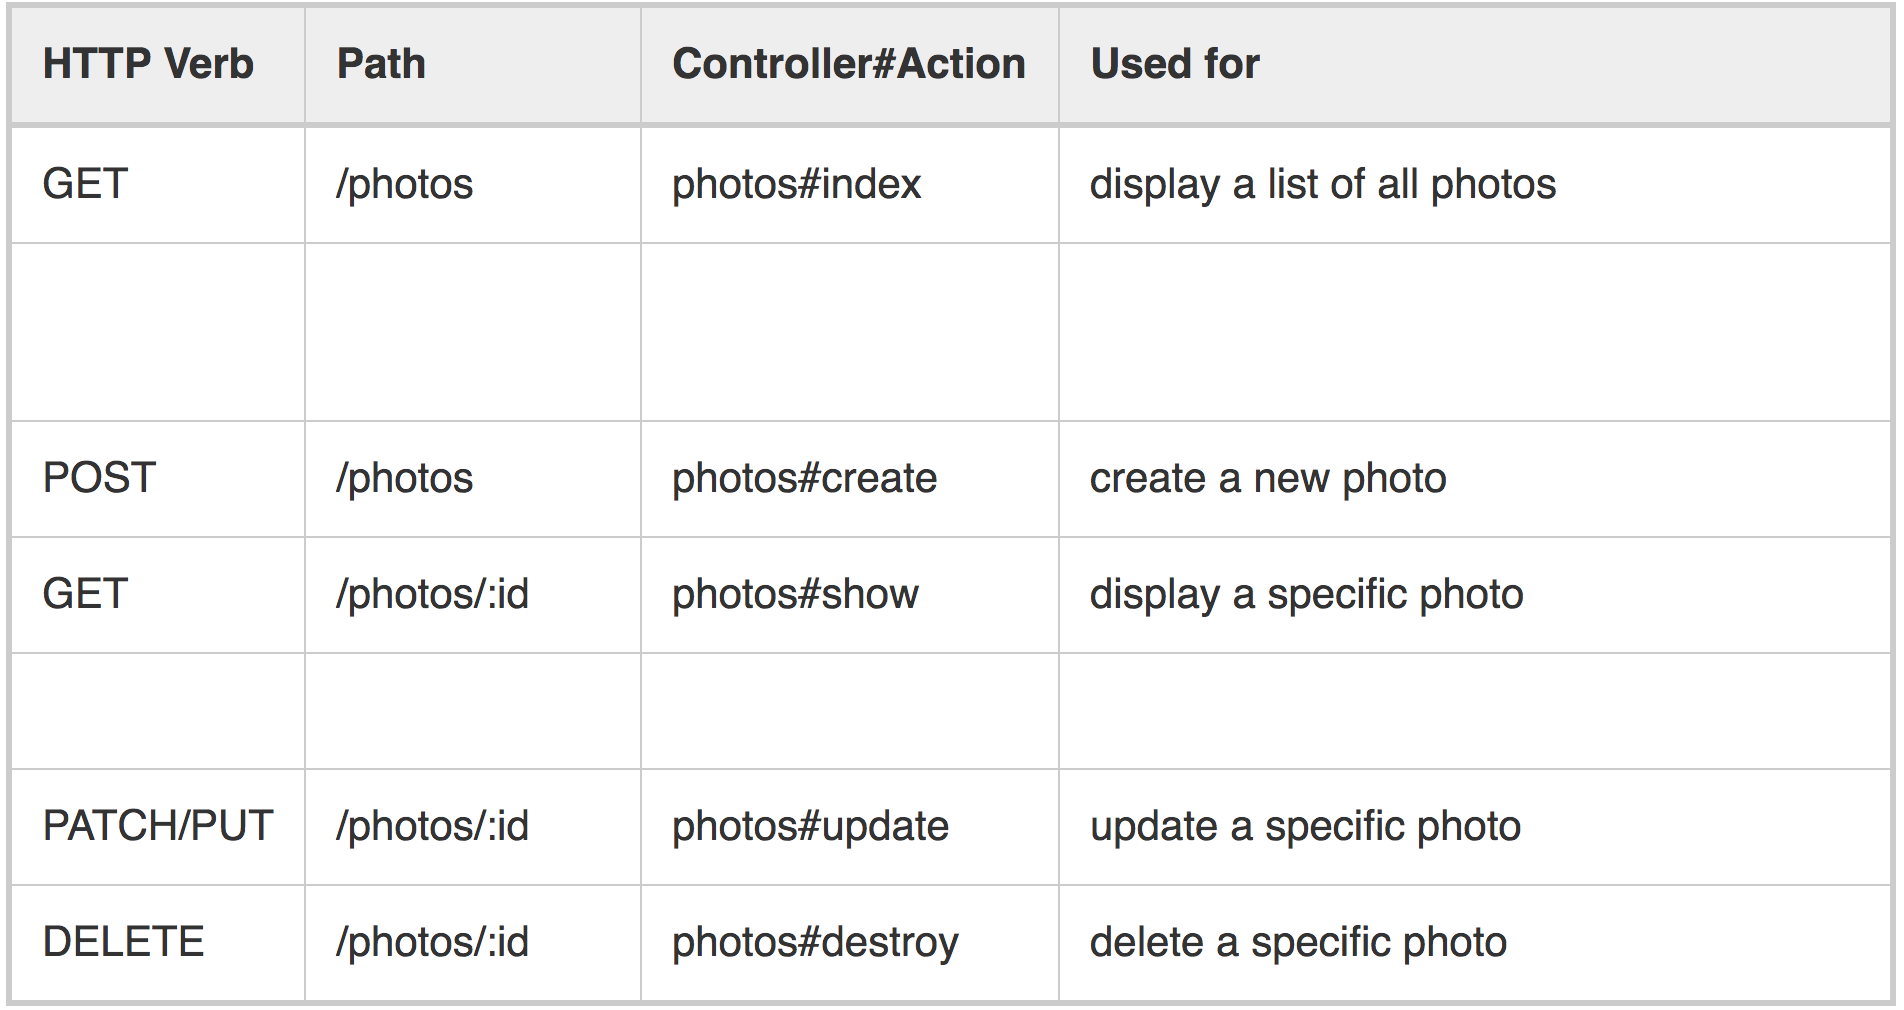 HTTP Verb Path Controller#Action Used for
GET /photos photos#index display a list of all photos
POST /photos photos#create create a new photo
GET /photos/:id photos#show display a specific photo
PATCH/PUT /photos/:id photos#update update a specific photo
DELETE /photos/:id photos#destroy delete a specific photo